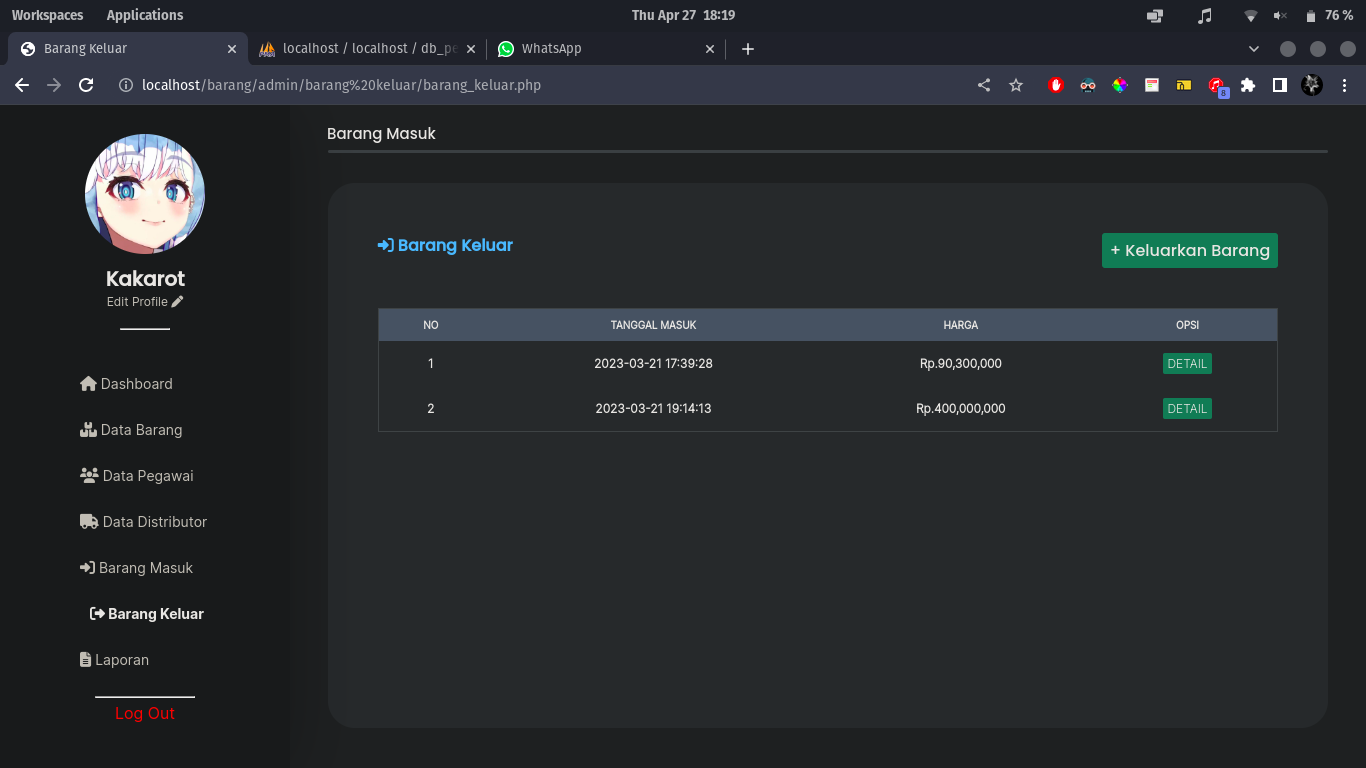 Workspaces Applications Thu Apr 27 18:19 76 %
Barang Keluar localhost / localhost / db_pe WhatsApp
localhost/barang/admin/barang%20keluar/barang_keluar.php 8
Barang Masuk
Kakarot
Edit Profile
Dashboard
Data Barang
Data Pegawai
Data Distributor
Barang Masuk
Barang Keluar
Laporan
Log Out
Barang Keluar + Keluarkan Barang
NO TANGGAL MASUK HARGA OPSI
1 2023-03-21 17:39:28 Rp.90,300,000 DETAIL
2 2023-03-21 19:14:13 Rp.400,000,000 DETAIL